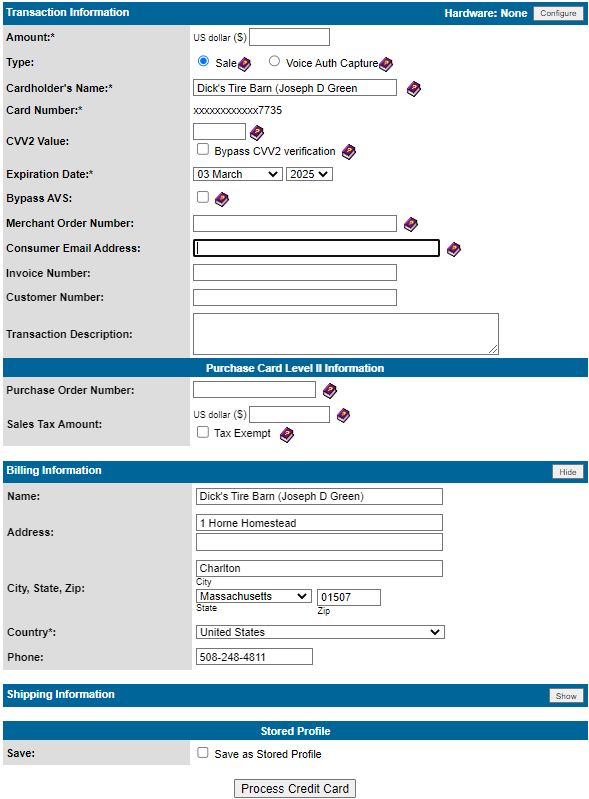 Transaction Information Hardware: None Configure
Amount:* US dollar ($)
Type: Sale Voice Auth Capture
Cardholder's Name:* Dick's Tire Barn (Joseph D Green
Card Number:* xxxxxxxxxxxx7735
CVV2 Value:
Bypass CVV2 verification
Expiration Date:* 03 March 2025
Bypass AVS:
Merchant Order Number:
Consumer Email Address:
Invoice Number:
Customer Number:
Transaction Description:
Purchase Card Level II Information
Purchase Order Number:
Sales Tax Amount: US dollar ($)
Tax Exempt
Billing Information Hide
Name: Dick's Tire Barn (Joseph D Green)
Address: 1 Horne Homestead
City, State, Zip: Charlton
City
Massachusetts 01507
State Zip
Country*: United States
Phone: 508-248-4811
Shipping Information Show
Stored Profile
Save: Save as Stored Profile
Process Credit Card